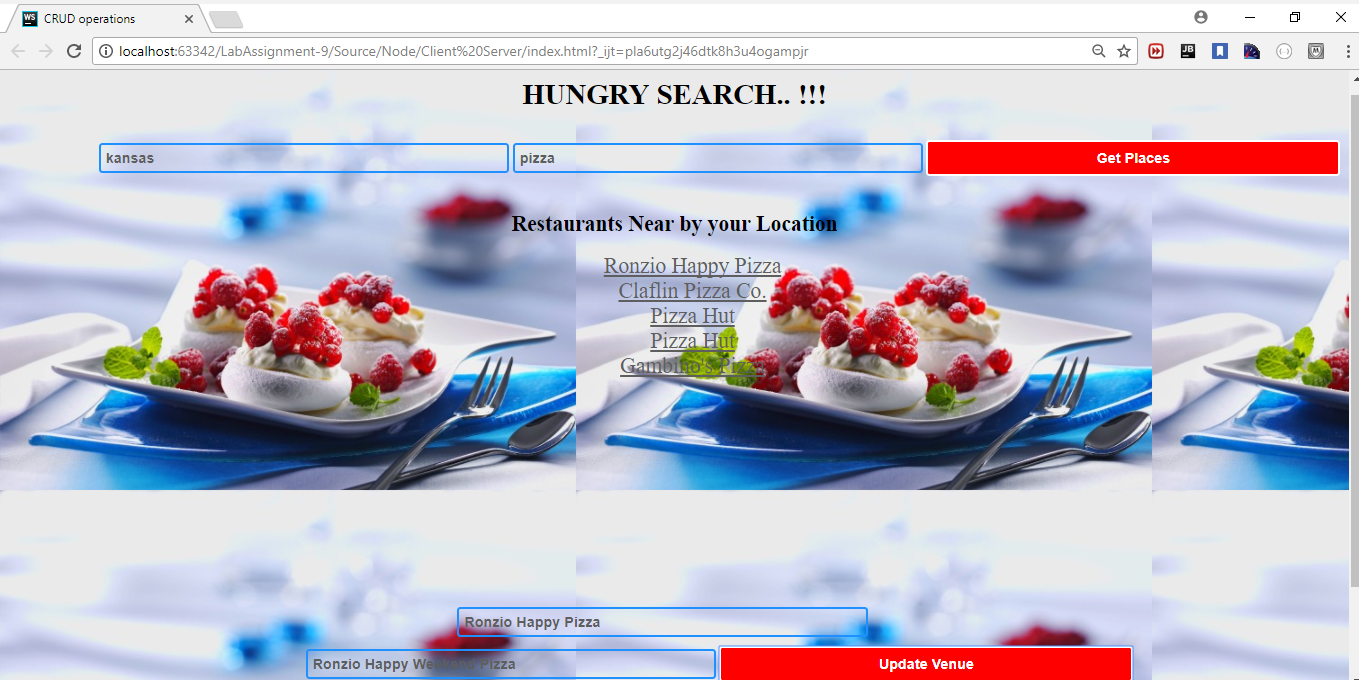 WS CRUD operations
localhost:63342/LabAssignment-9/Source/Node/Client%20Server/index.html?_ijt=pla6utg2j46dtk8h3u4ogampjr
JB
HUNGRY SEARCH.. !!!
kansas pizza Get Places
Restaurants Near by your Location
Ronzio Happy Pizza
Claflin Pizza Co.
Pizza Hut
Pizza Hut
Gambino's Pizza
Ronzio Happy Pizza
Ronzio Happy Weekend Pizza Update Venue